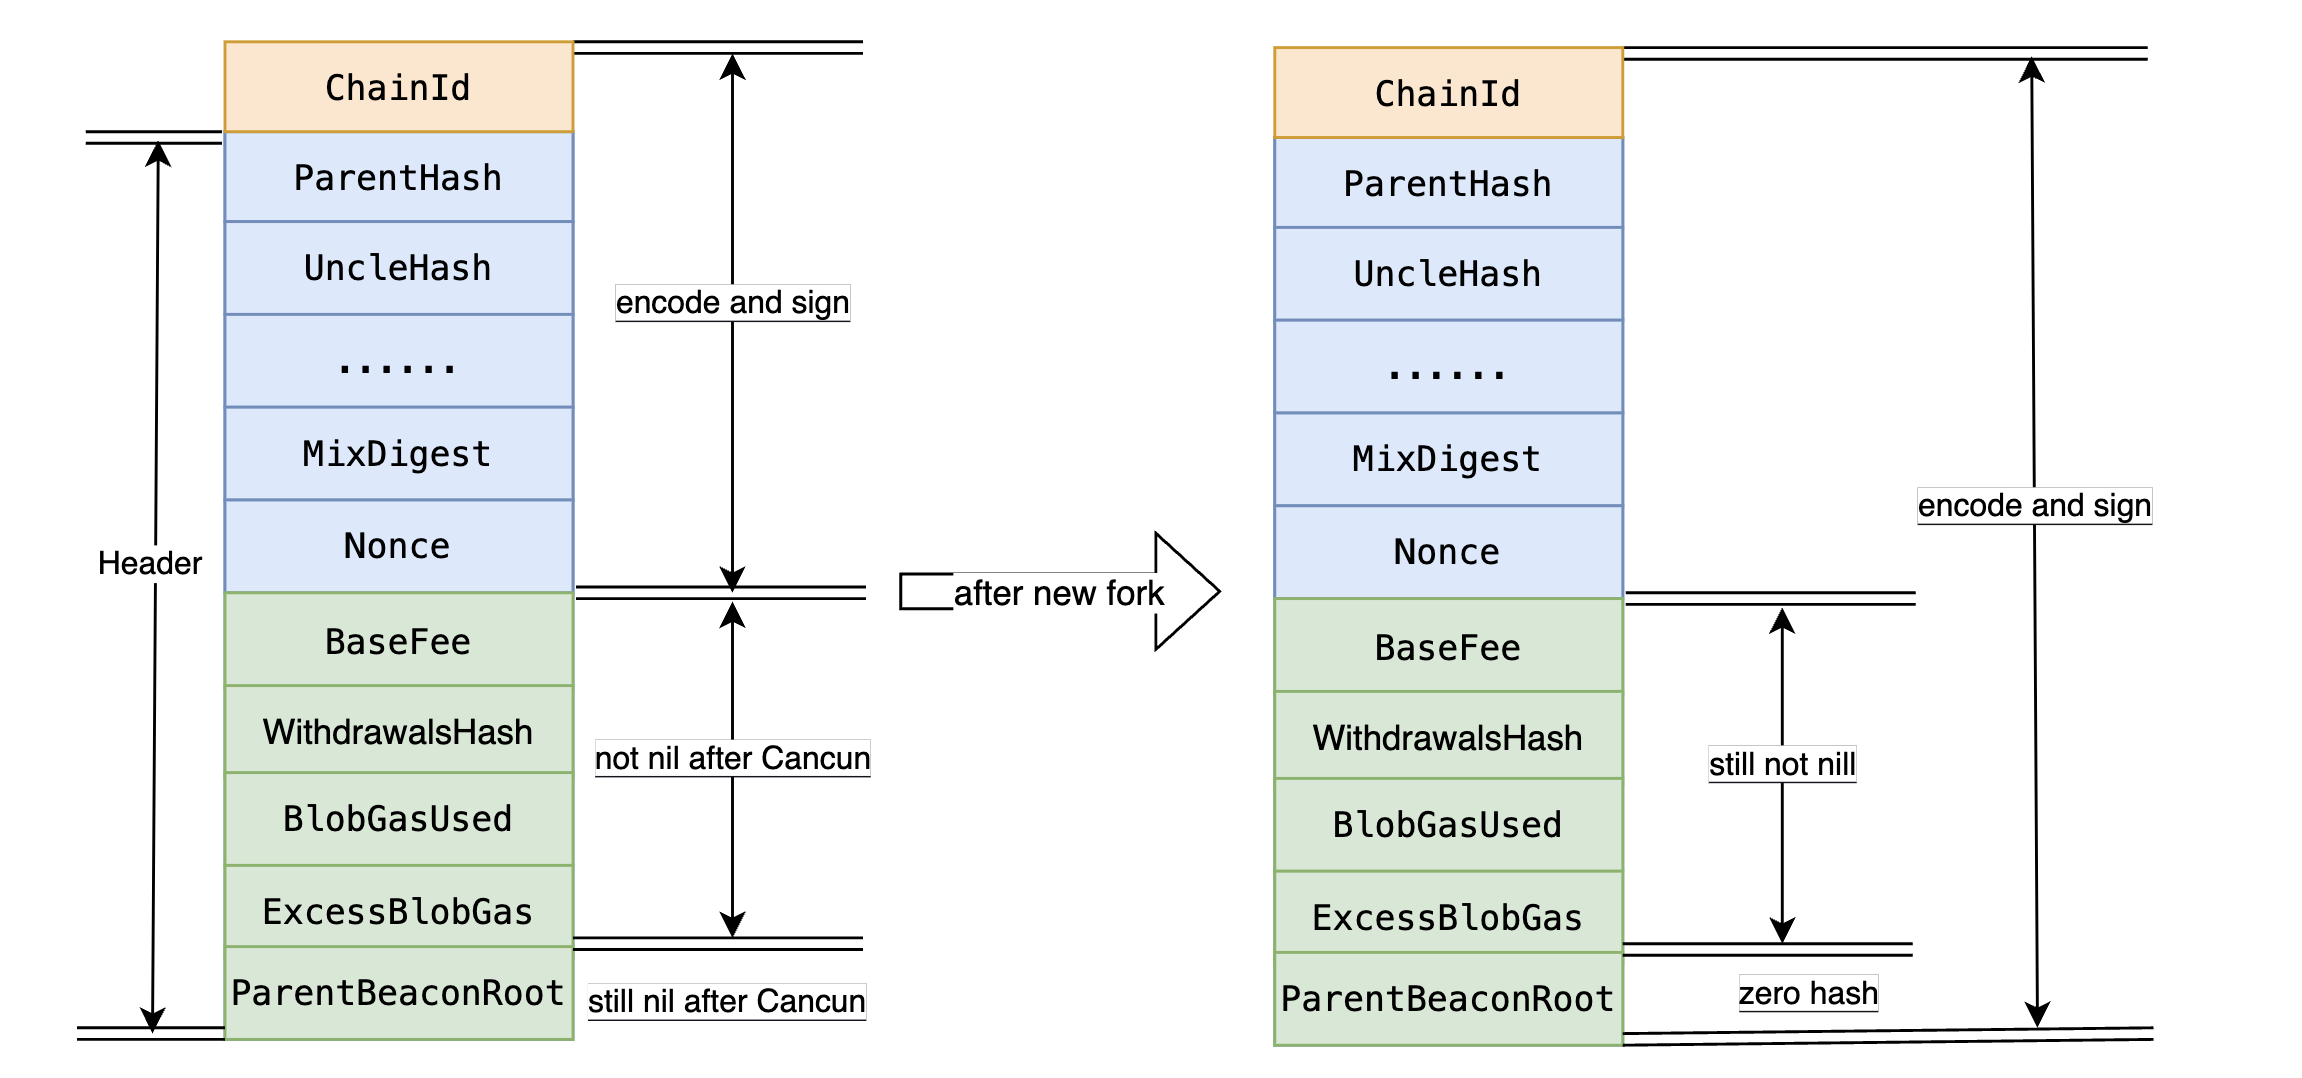 ChainId
ParentHash
UncleHash
......
MixDigest
Nonce
BaseFee
WithdrawalsHash
BlobGasUsed
ExcessBlobGas
ParentBeaconRoot
Header
encode and sign
not nil after Cancun
still nil after Cancun
after new fork
ChainId
ParentHash
UncleHash
......
MixDigest
Nonce
BaseFee
WithdrawalsHash
BlobGasUsed
ExcessBlobGas
ParentBeaconRoot
still not nill
zero hash
encode and sign